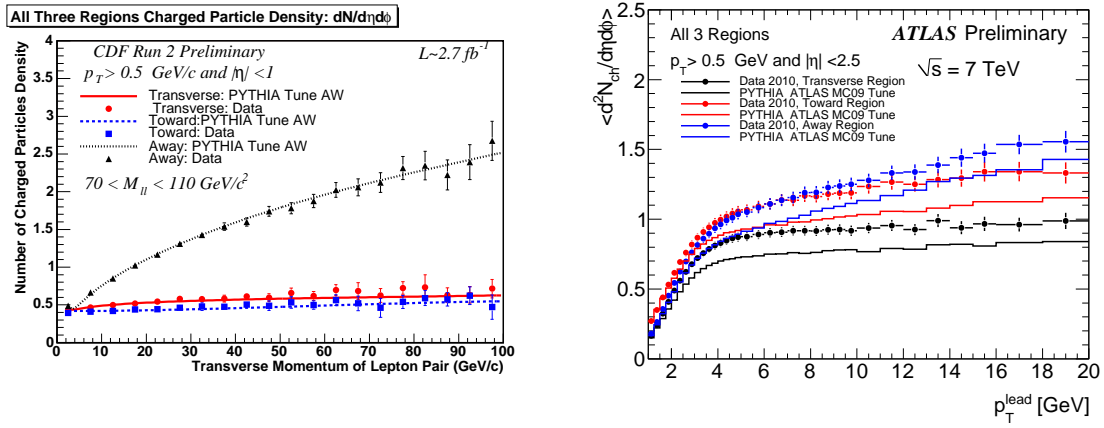 All Three Regions Charged Particle Density: dN/dηdϕ
CDF Run 2 Preliminary
L~2.7 fb⁻¹
p_T > 0.5 GeV/c and |η| <1
Transverse: PYTHIA Tune AW
Transverse: Data
Toward:PYTHIA Tune AW
Toward: Data
Away: PYTHIA Tune AW
Away: Data
70 < M_ll < 110 GeV/c²
Number of Charged Particles Density
4
3.5
3
2.5
2
1.5
1
0.5
0
0 10 20 30 40 50 60 70 80 90 100
Transverse Momentum of Lepton Pair (GeV/c)
<d²N_ch/dηdϕ>
All 3 Regions
ATLAS Preliminary
p_T > 0.5 GeV and |η| <2.5
√s = 7 TeV
Data 2010, Transverse Region
PYTHIA ATLAS MC09 Tune
Data 2010, Toward Region
PYTHIA ATLAS MC09 Tune
Data 2010, Away Region
PYTHIA ATLAS MC09 Tune
2.5
2
1.5
1
0.5
0
2 4 6 8 10 12 14 16 18 20
p_T^lead [GeV]